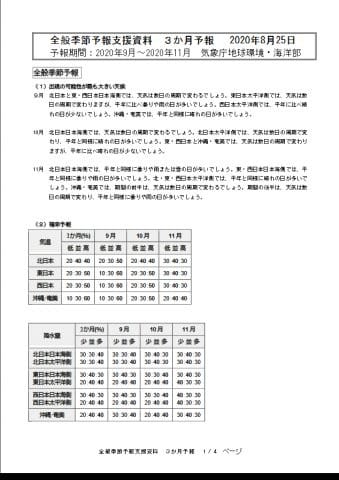 全般季節予報支援資料　３か月予報　　2020年8月25日
予報期間：2020年9月～2020年11月　気象庁地球環境・海洋部
全般季節予報
（1）出現の可能性が最も大きい天候
9月　北日本と東・西日本日本海側では、天気は数日の周期で変わるでしょう。東日本太平洋側では、天気は数
日の周期で変わりますが、平年に比べ曇りや雨の日が多いでしょう。西日本太平洋側では、平年に比べ晴
れの日が少ないでしょう。沖縄・奄美では、平年と同様に晴れの日が多いでしょう。
10月　北日本日本海側では、天気は数日の周期で変わるでしょう。北日本太平洋側では、天気は数日の周期で変
わり、平年と同様に晴れの日が多いでしょう。東・西日本と沖縄・奄美では、天気は数日の周期で変わり
ますが、平年に比べ晴れの日が少ないでしょう。
11月　北日本日本海側では、平年と同様に曇りや雨または雪の日が多いでしょう。東・西日本日本海側では、平
年と同様に曇りや雨の日が多いでしょう。北・東・西日本太平洋側では、平年と同様に晴れの日が多いで
しょう。沖縄・奄美では、期間の前半は、天気は数日の周期で変わるでしょう。期間の後半は、天気は数
日の周期で変わり、平年と同様に曇りや雨の日が多いでしょう。
（2）確率予報
気温　3か月(%)　9月　10月　11月
低 並 高　低 並 高　低 並 高　低 並 高
北日本　20 40 40　20 30 50　20 40 40　30 40 30
東日本　20 30 50　10 30 60　20 30 50　30 40 30
西日本　20 30 50　10 30 60　20 30 50　30 40 30
沖縄・奄美　10 30 60　10 30 60　20 30 50　20 40 40
降水量　3か月(%)　9月　10月　11月
少 並 多　少 並 多　少 並 多　少 並 多
北日本日本海側　30 30 40　30 30 40　30 40 30　30 40 30
北日本太平洋側　30 30 40　30 30 40　30 40 30　30 40 30
東日本日本海側　30 40 30　30 40 30　30 30 40
東日本太平洋側　20 40 40　20 40 40　20 40 40　40 30 30
西日本日本海側　30 40 30　30 30 40
西日本太平洋側　20 40 40　20 40 40　20 40 40　40 30 30
沖縄・奄美　20 40 40　30 30 40　20 40 40　30 30 40
全般季節予報支援資料　３か月予報　1 / 4　ページ